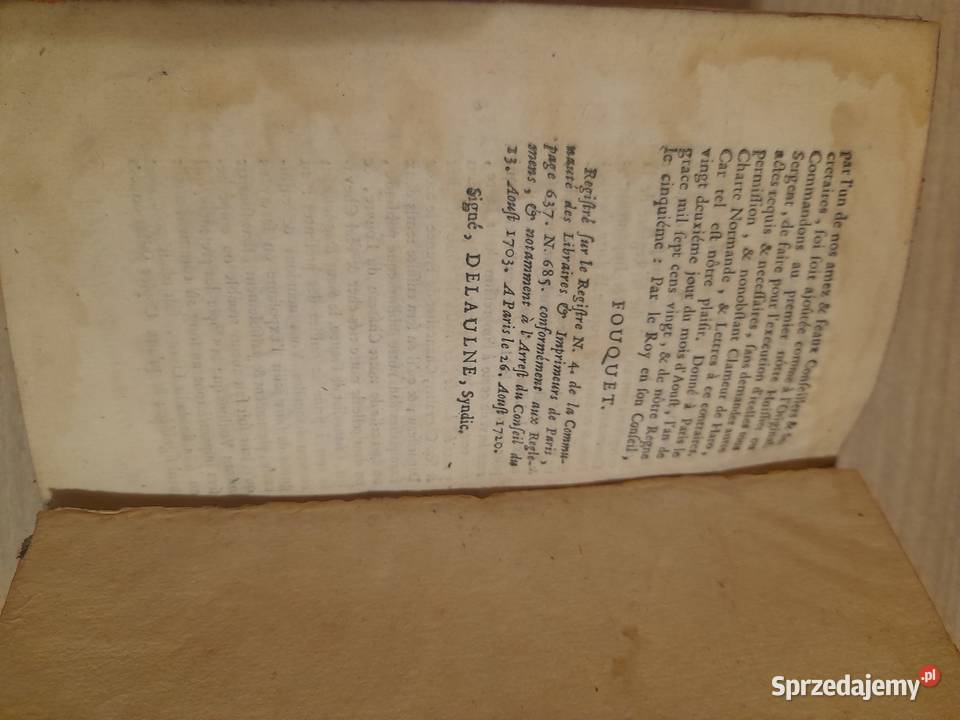 par l'un de nos amez & feaux Conseillers & Se-
cretaires, foi soit ajoûtée comme à l'Original.
Commandons au premier nôtre Huissier ou
Sergent, de faire pour l'execution d'icelles tous
actes requis & necessaires, sans demander autre
permission, & nonobstant Clameur de Haro,
Charte Normande, & Lettres à ce contraires.
Car tel est nôtre plaisir. Donné à Paris le
vingt deuxiéme jour du mois d'Aoust, l'an de
grace mil sept cens vingt, & de nôtre Regne
le cinquiéme : Par le Roy en son Conseil,
FOUQUET.
Registré sur le Registre N. 4. de la Commu-
nauté des Libraires & Imprimeurs de Paris,
page 637. N. 685. conformément aux Regle-
mens, & notamment à l'Arrest du Conseil du
13. Aoust 1703. A Paris le 26. Aoust 1720.
Signé, DELAULNE, Syndic.
Sprzedajemy.pl